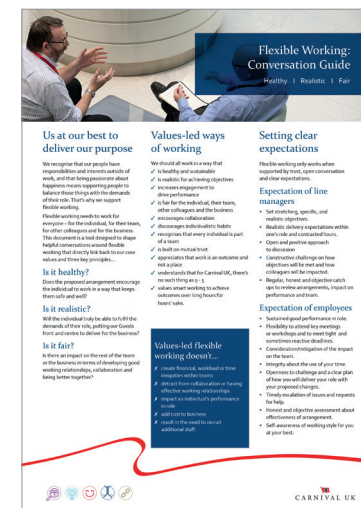 Flexible Working:
Conversation Guide
Healthy | Realistic | Fair
Us at our best to
deliver our purpose
We recognise that our people have
responsibilities and interests outside of
work, and that being passionate about
happiness means supporting people to
balance those things with the demands
of their role. That's why we support
flexible working.
Flexible working needs to work for
everyone – for the individual, for their team,
for other colleagues and for the business.
This document is a tool designed to shape
helpful conversations around flexible
working that directly link back to our core
values and three key principles...
Is it healthy?
Does the proposed arrangement encourage
the individual to work in a way that keeps
them safe and well?
Is it realistic?
Will the individual truly be able to fulfil the
demands of their role, putting our Guests
front and centre to deliver for the business?
Is it fair?
Is there an impact on the rest of the team
or the business in terms of developing good
working relationships, collaboration and
being better together?
Values-led ways
of working
We should all work in a way that
✓ is healthy and sustainable
✓ is realistic for achieving objectives
✓ increases engagement to
drive performance
✓ is fair for the individual, their team,
other colleagues and the business
✓ encourages collaboration
✓ discourages individualistic habits
✓ recognises that every individual is part
of a team
✓ is built on mutual trust
✓ appreciates that work is an outcome and
not a place
✓ understands that for Carnival UK, there's
no such thing as 9 - 5
✓ values smart working to achieve
outcomes over long hours for
hours' sake.
Values-led flexible
working doesn't...
✗ create financial, workload or time
inequities within teams
✗ detract from collaboration or having
effective working relationships
✗ impact an individual's performance
in role
✗ add cost to business
✗ result in the need to recruit
additional staff.
Setting clear
expectations
Flexible working only works when
supported by trust, open conversation
and clear expectations.
Expectation of line
managers
• Set stretching, specific, and
realistic objectives.
• Realistic delivery expectations within
one's role and contracted hours.
• Open and positive approach
to discussion
• Constructive challenge on how
objectives will be met and how
colleagues will be impacted.
• Regular, honest and objective catch
ups to review arrangements, impact on
performance and team.
Expectation of employees
• Sustained good performance in role.
• Flexibility to attend key meetings
or workshops and to meet tight and
sometimes reactive deadlines.
• Consideration/mitigation of the impact
on the team.
• Integrity about the use of your time.
• Openness to challenge and a clear plan
of how you will deliver your role with
your proposed changes.
• Timely escalation of issues and requests
for help.
• Honest and objective assessment about
effectiveness of arrangement.
• Self-awareness of working style for you
at your best.
CARNIVAL UK